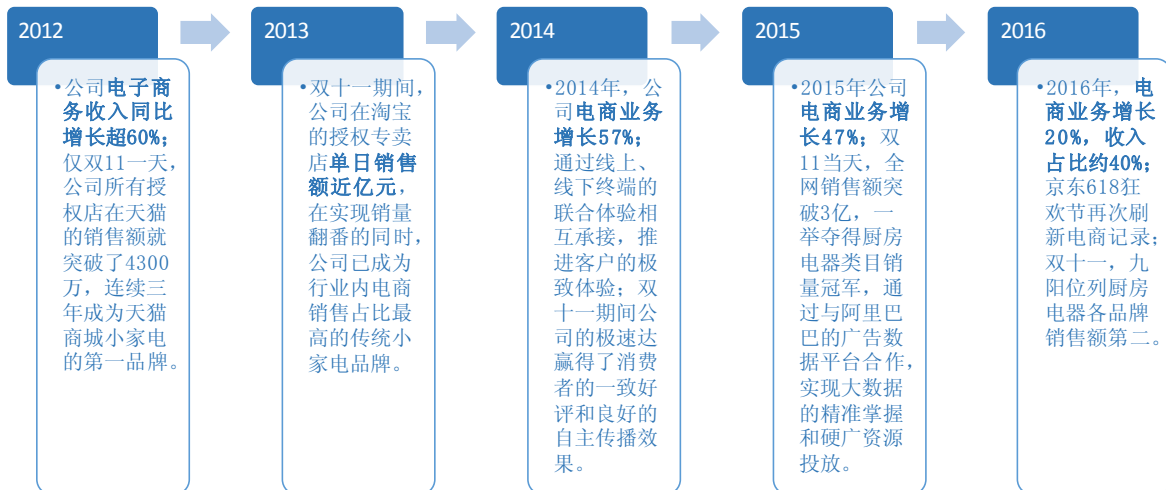 2012
•公司电子商
务收入同比
增长超60%;
仅双11一天，
公司所有授
权店在天猫
的销售额就
突破了4300
万，连续三
年成为天猫
商城小家电
的第一品牌。
2013
•双十一期间，
公司在淘宝
的授权专卖
店单日销售
额近亿元，
在实现销量
翻番的同时，
公司已成为
行业内电商
销售占比最
高的传统小
家电品牌。
2014
•2014年，公
司电商业务
增长57%;
通过线上、
线下终端的
联合体验相
互承接，推
进客户的极
致体验；双
十一期间公
司的极速达
赢得了消费
者的一致好
评和良好的
自主传播效
果。
2015
•2015年公司
电商业务增
长47%；双
11当天，全
网销售额突
破3亿，一
举夺得厨房
电器类目销
量冠军，通
过与阿里巴
巴的广告数
据平台合作，
实现大数据
的精准掌握
和硬广资源
投放。
2016
•2016年，电
商业务增长
20%，收入
占比约40%;
京东618狂
欢节再次刷
新电商记录；
双十一，九
阳位列厨房
电器各品牌
销售额第二。